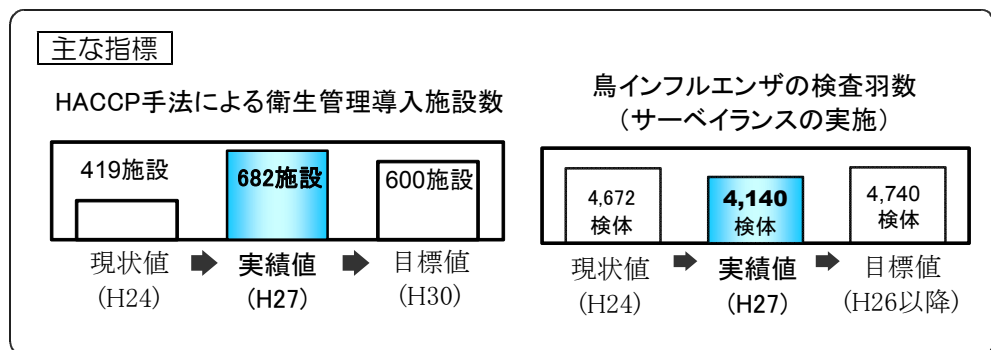 主な指標
HACCP手法による衛生管理導入施設数
419施設
682施設
600施設
現状値
(H24)
➡
実績値
(H27)
➡
目標値
(H30)
鳥インフルエンザの検査羽数
（サーベイランスの実施）
4,672
検体
4,140
検体
4,740
検体
現状値
(H24)
➡
実績値
(H27)
➡
目標値
(H26以降)